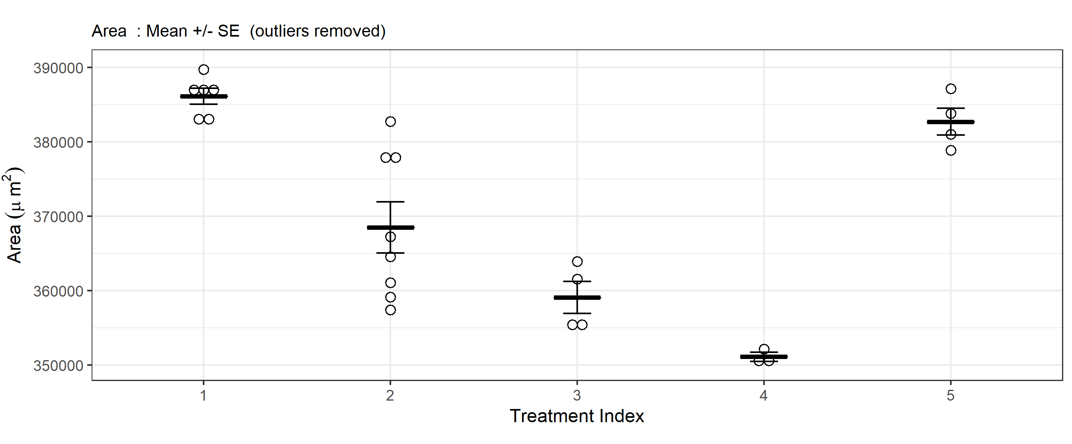 Area  : Mean +/- SE  (outliers removed)
390000
380000
370000
360000
350000
Area (μ m²)
1 2 3 4 5
Treatment Index